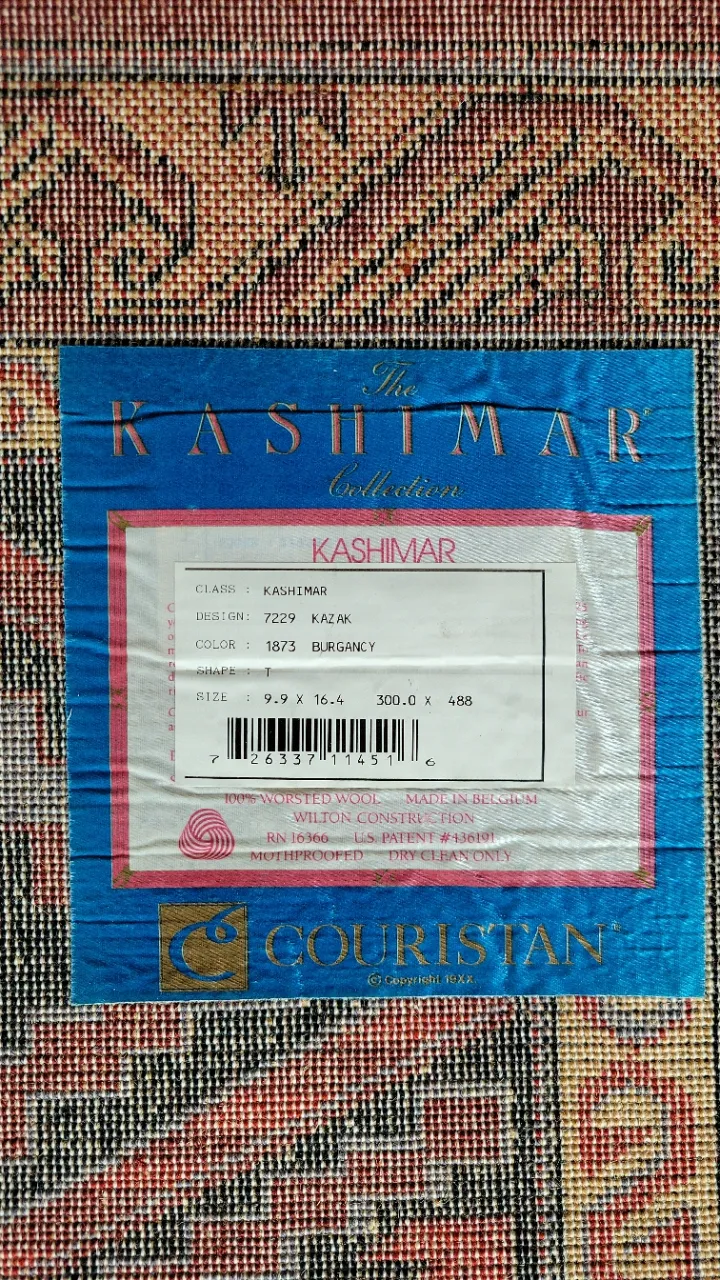 The
KASHIMAR®
Collection
KASHIMAR
CLASS : KASHIMAR
DESIGN: 7229 KAZAK
COLOR : 1873 BURGANCY
SHAPE : T
SIZE : 9.9 X 16.4 300.0 X 488
7 26337 11451 6
100% WORSTED WOOL MADE IN BELGIUM
WILTON CONSTRUCTION
RN 16366 U.S. PATENT #436191
MOTHPROOFED DRY CLEAN ONLY
COURISTAN®
© Copyright 19XX.